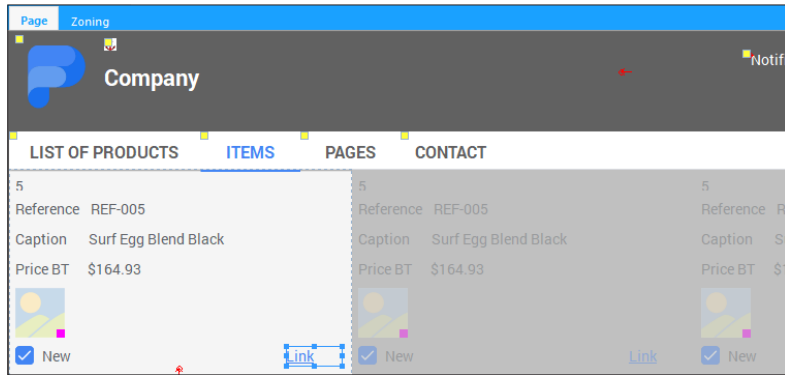 Page Zoning
Company
Notifi
LIST OF PRODUCTS ITEMS PAGES CONTACT
5 5 5
Reference REF-005 Reference REF-005 Reference R
Caption Surf Egg Blend Black Caption Surf Egg Blend Black Caption S
Price BT $164.93 Price BT $164.93 Price BT $1
New Link New Link New